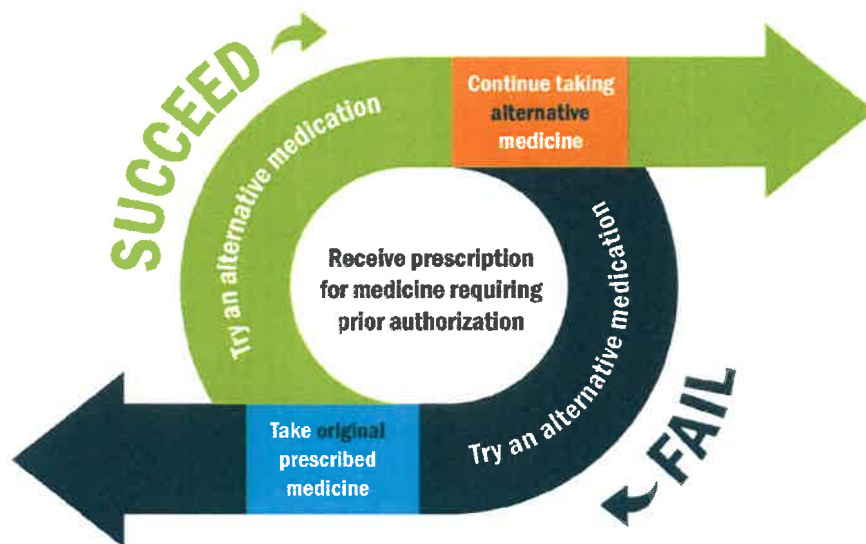 SUCCEED
Try an alternative medication
Continue taking
alternative
medicine
Receive prescription
for medicine requiring
prior authorization
Try an alternative medication
FAIL
Take original
prescribed
medicine